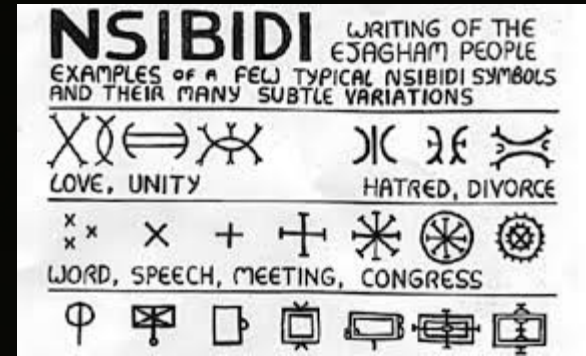 NSIBIDI
WRITING OF THE
EJAGHAM PEOPLE
EXAMPLES OF A FEW TYPICAL NSIBIDI SYMBOLS
AND THEIR MANY SUBTLE VARIATIONS
LOVE, UNITY
HATRED, DIVORCE
WORD, SPEECH, MEETING, CONGRESS